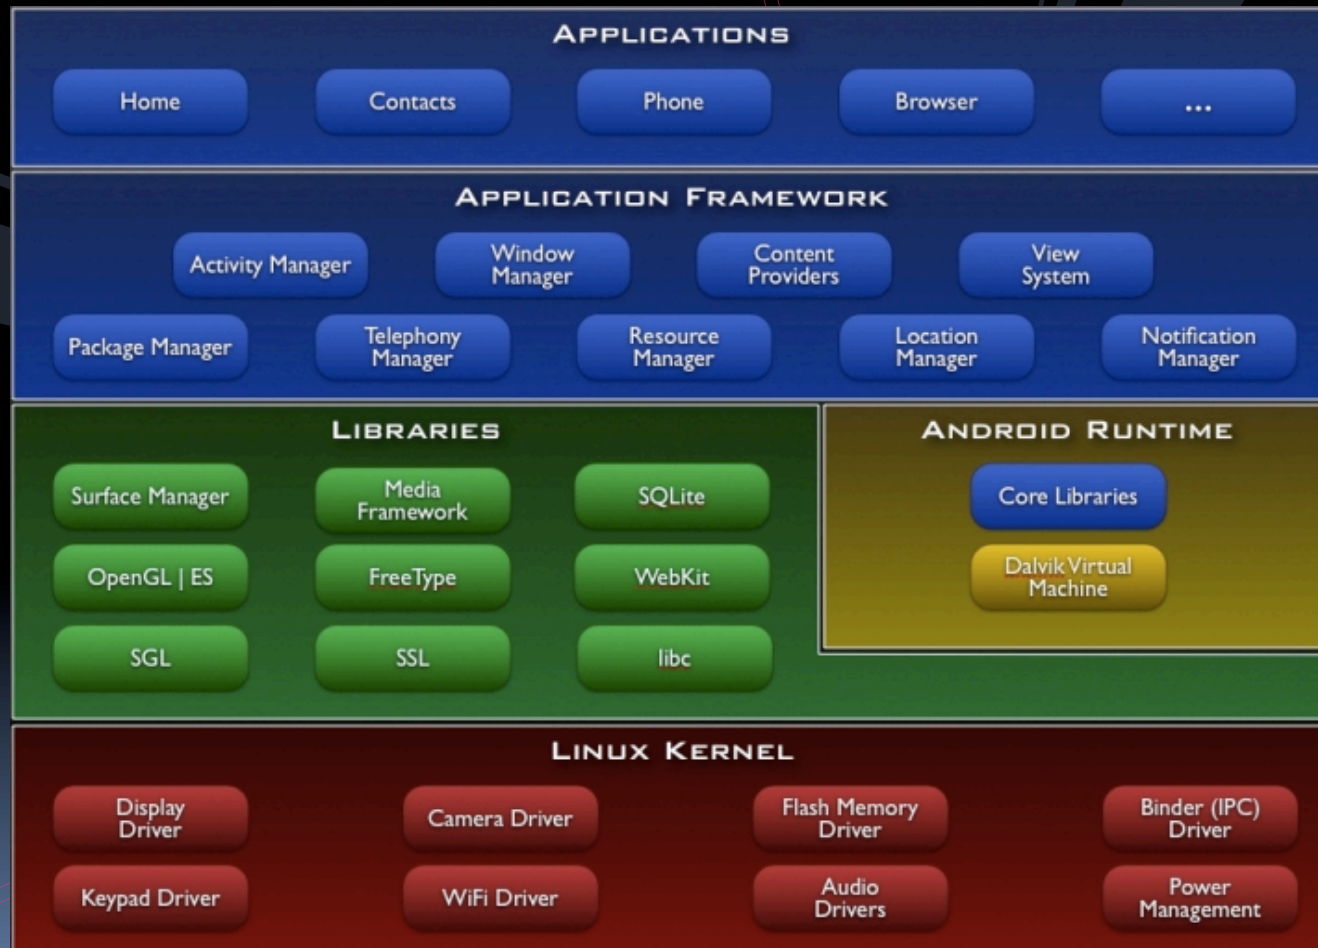 APPLICATIONS
Home
Contacts
Phone
Browser
...
APPLICATION FRAMEWORK
Activity Manager
Window
Manager
Content
Providers
View
System
Package Manager
Telephony
Manager
Resource
Manager
Location
Manager
Notification
Manager
LIBRARIES
Surface Manager
Media
Framework
SQLite
OpenGL | ES
FreeType
WebKit
SGL
SSL
libc
ANDROID RUNTIME
Core Libraries
Dalvik Virtual
Machine
LINUX KERNEL
Display
Driver
Camera Driver
Flash Memory
Driver
Binder (IPC)
Driver
Keypad Driver
WiFi Driver
Audio
Drivers
Power
Management